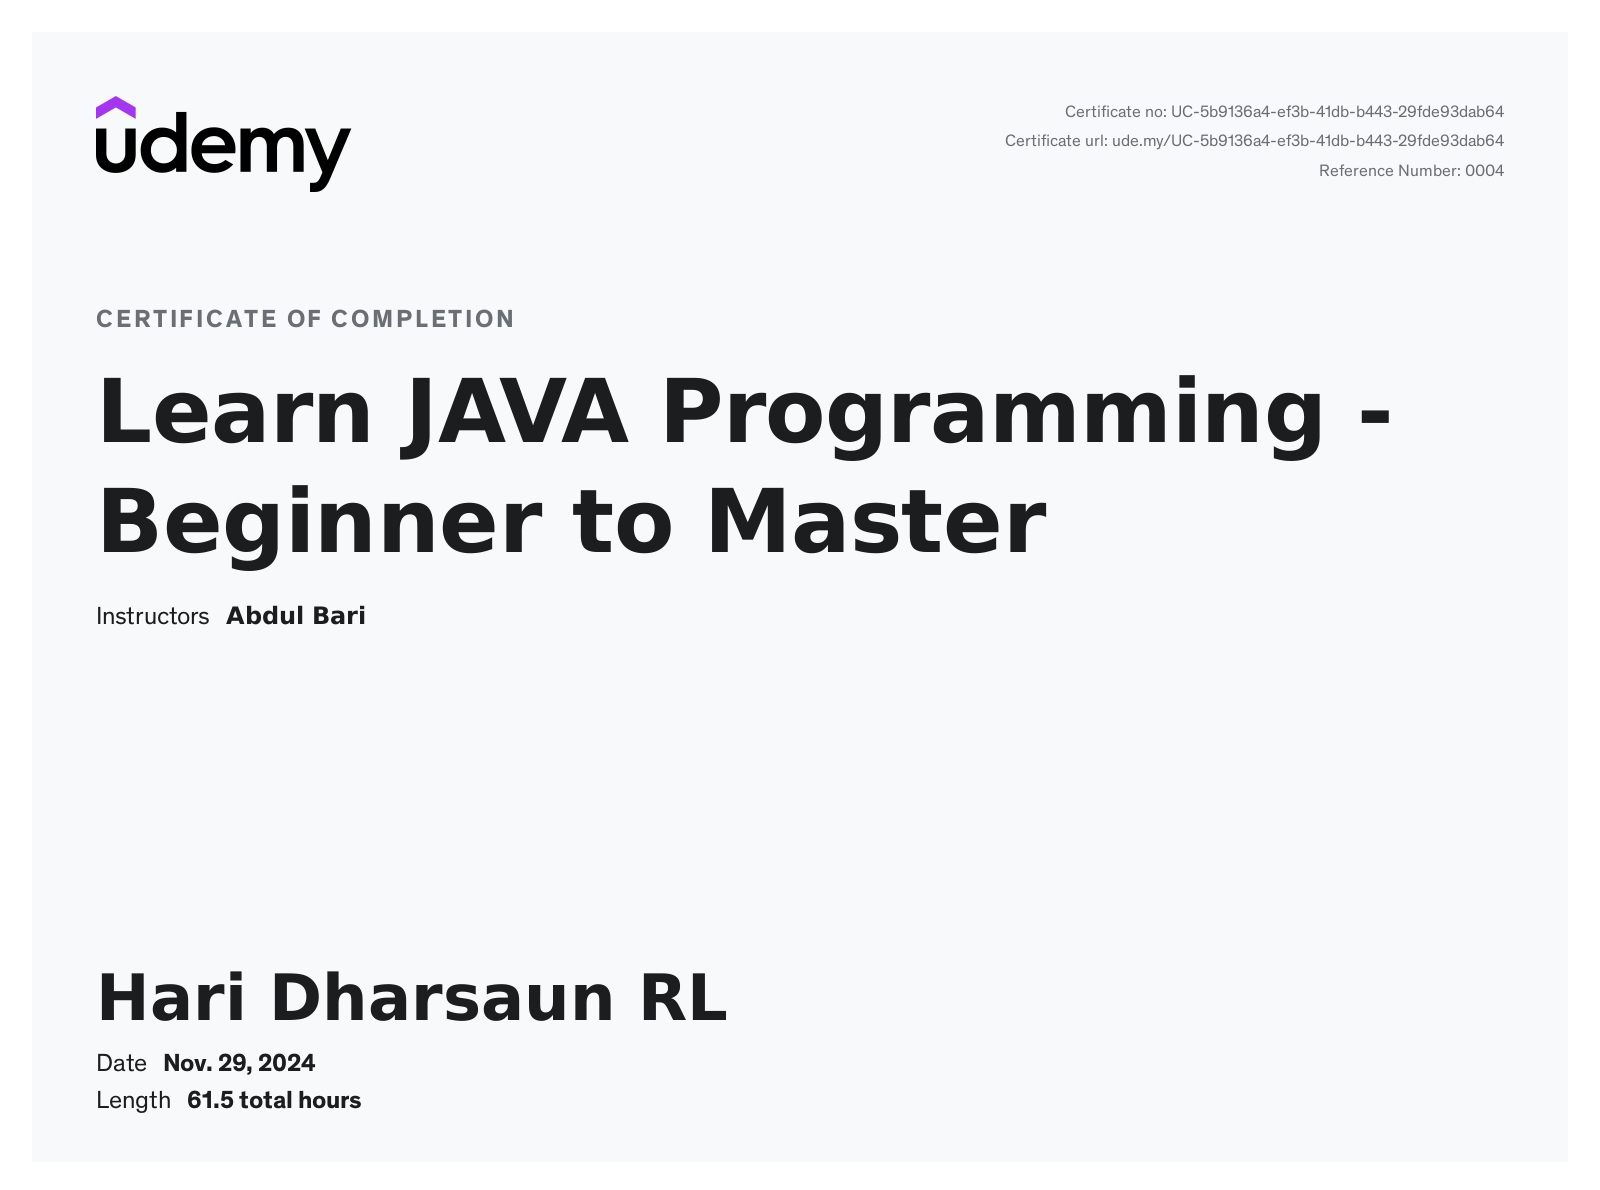 udemy
Certificate no: UC-5b9136a4-ef3b-41db-b443-29fde93dab64
Certificate url: ude.my/UC-5b9136a4-ef3b-41db-b443-29fde93dab64
Reference Number: 0004
CERTIFICATE OF COMPLETION
Learn JAVA Programming -
Beginner to Master
Instructors Abdul Bari
Hari Dharsaun RL
Date Nov. 29, 2024
Length 61.5 total hours